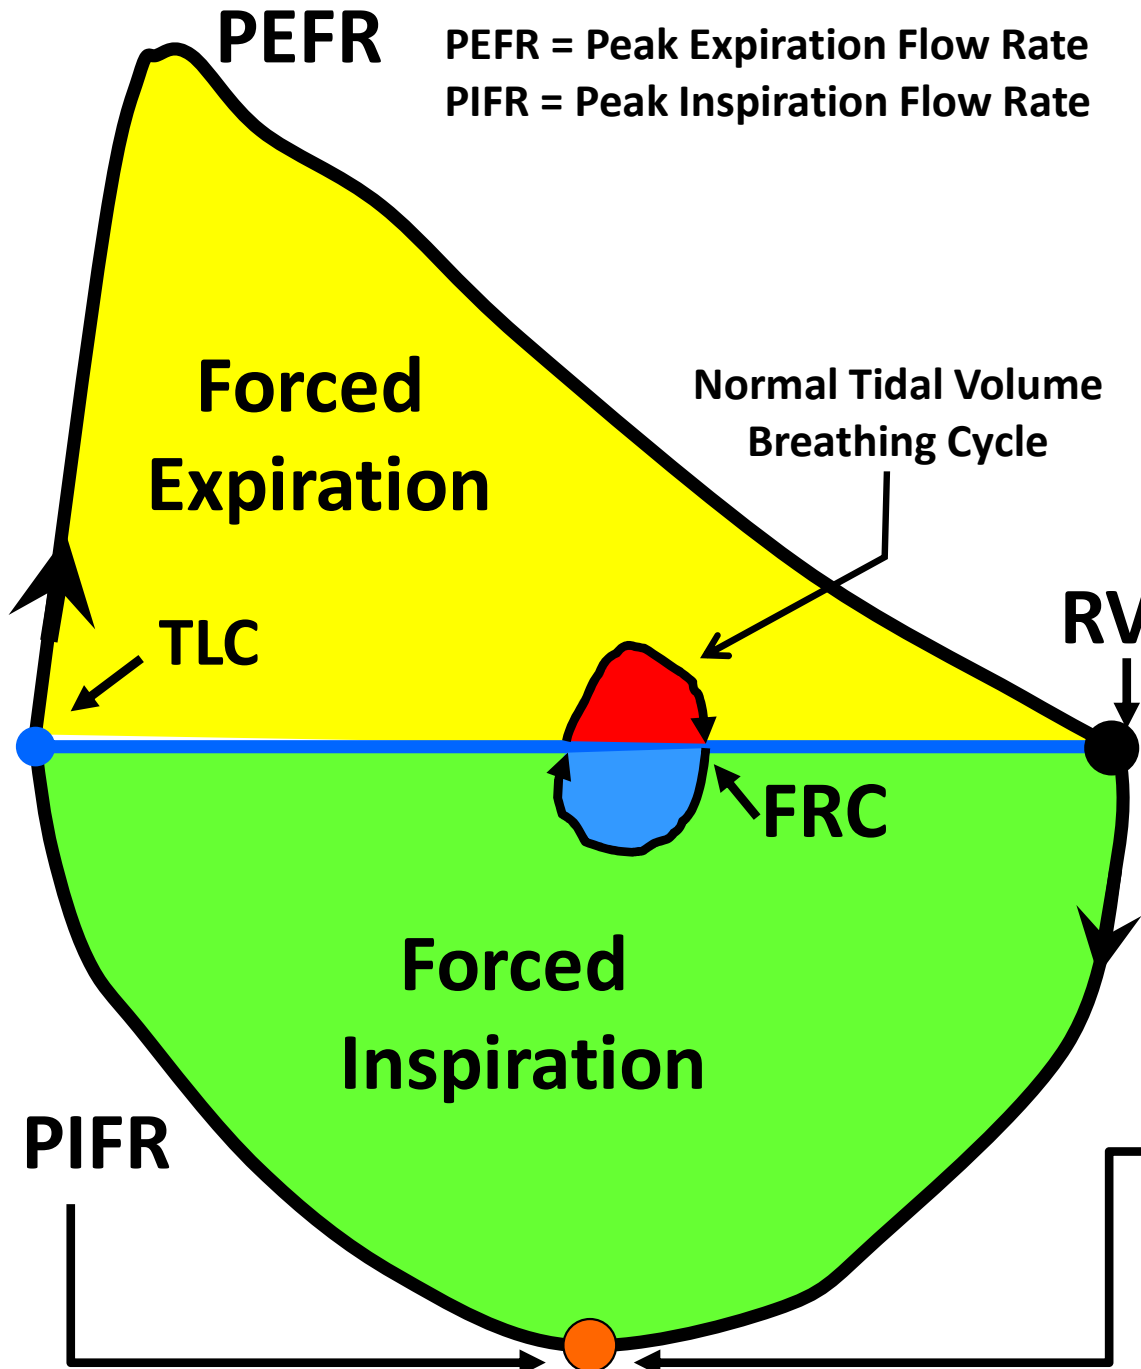 PEFR
PEFR = Peak Expiration Flow Rate
PIFR = Peak Inspiration Flow Rate
Forced
Expiration
Normal Tidal Volume
Breathing Cycle
RV
TLC
FRC
Forced
Inspiration
PIFR